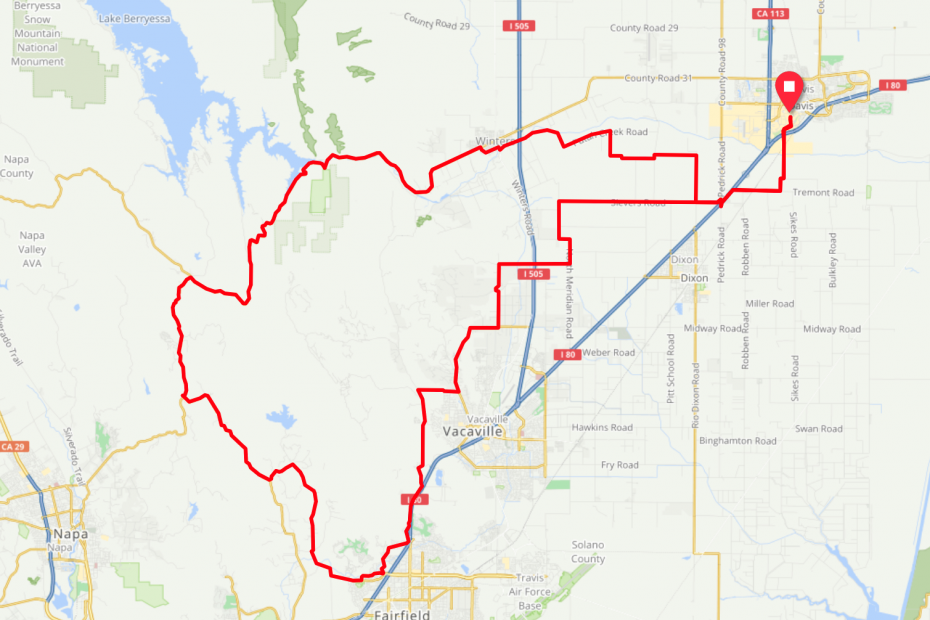 Berryessa
Snow
Mountain
National
Monument
Lake Berryessa
County Road 29
I 505
County Road 29
CA 113
County Road 98
County Road 31
I 80
Davis
Winters
Creek Road
Pedrick Road
Napa
County
Tremont Road
Winters Road
Sievers Road
Sikes Road
Napa
Valley
AVA
Pedrick Road
Robben Road
Bulkley Road
Dixon
Dixon
I 505
Meridian Road
Miller Road
Silverado Trail
Midway Road
Midway Road
I 80
Weber Road
Pitt School Road
Robben Road
Sikes Road
Rio Dixon Road
Vacaville
Vacaville
Hawkins Road
Swan Road
Binghamton Road
CA 29
Silverado Trail
Fry Road
Napa
Napa
Solano
County
Travis
Air Force
Base
Fairfield